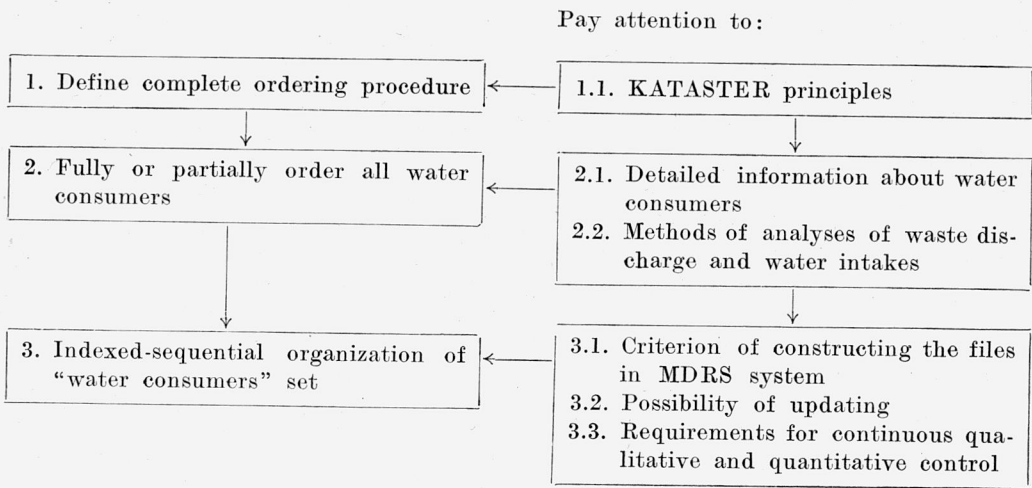 Pay attention to:
1. Define complete ordering procedure
1.1. KATASTER principles
2. Fully or partially order all water
consumers
2.1. Detailed information about water
consumers
2.2. Methods of analyses of waste dis-
charge and water intakes
3. Indexed-sequential organization of
“water consumers” set
3.1. Criterion of constructing the files
in MDRS system
3.2. Possibility of updating
3.3. Requirements for continuous qua-
litative and quantitative control